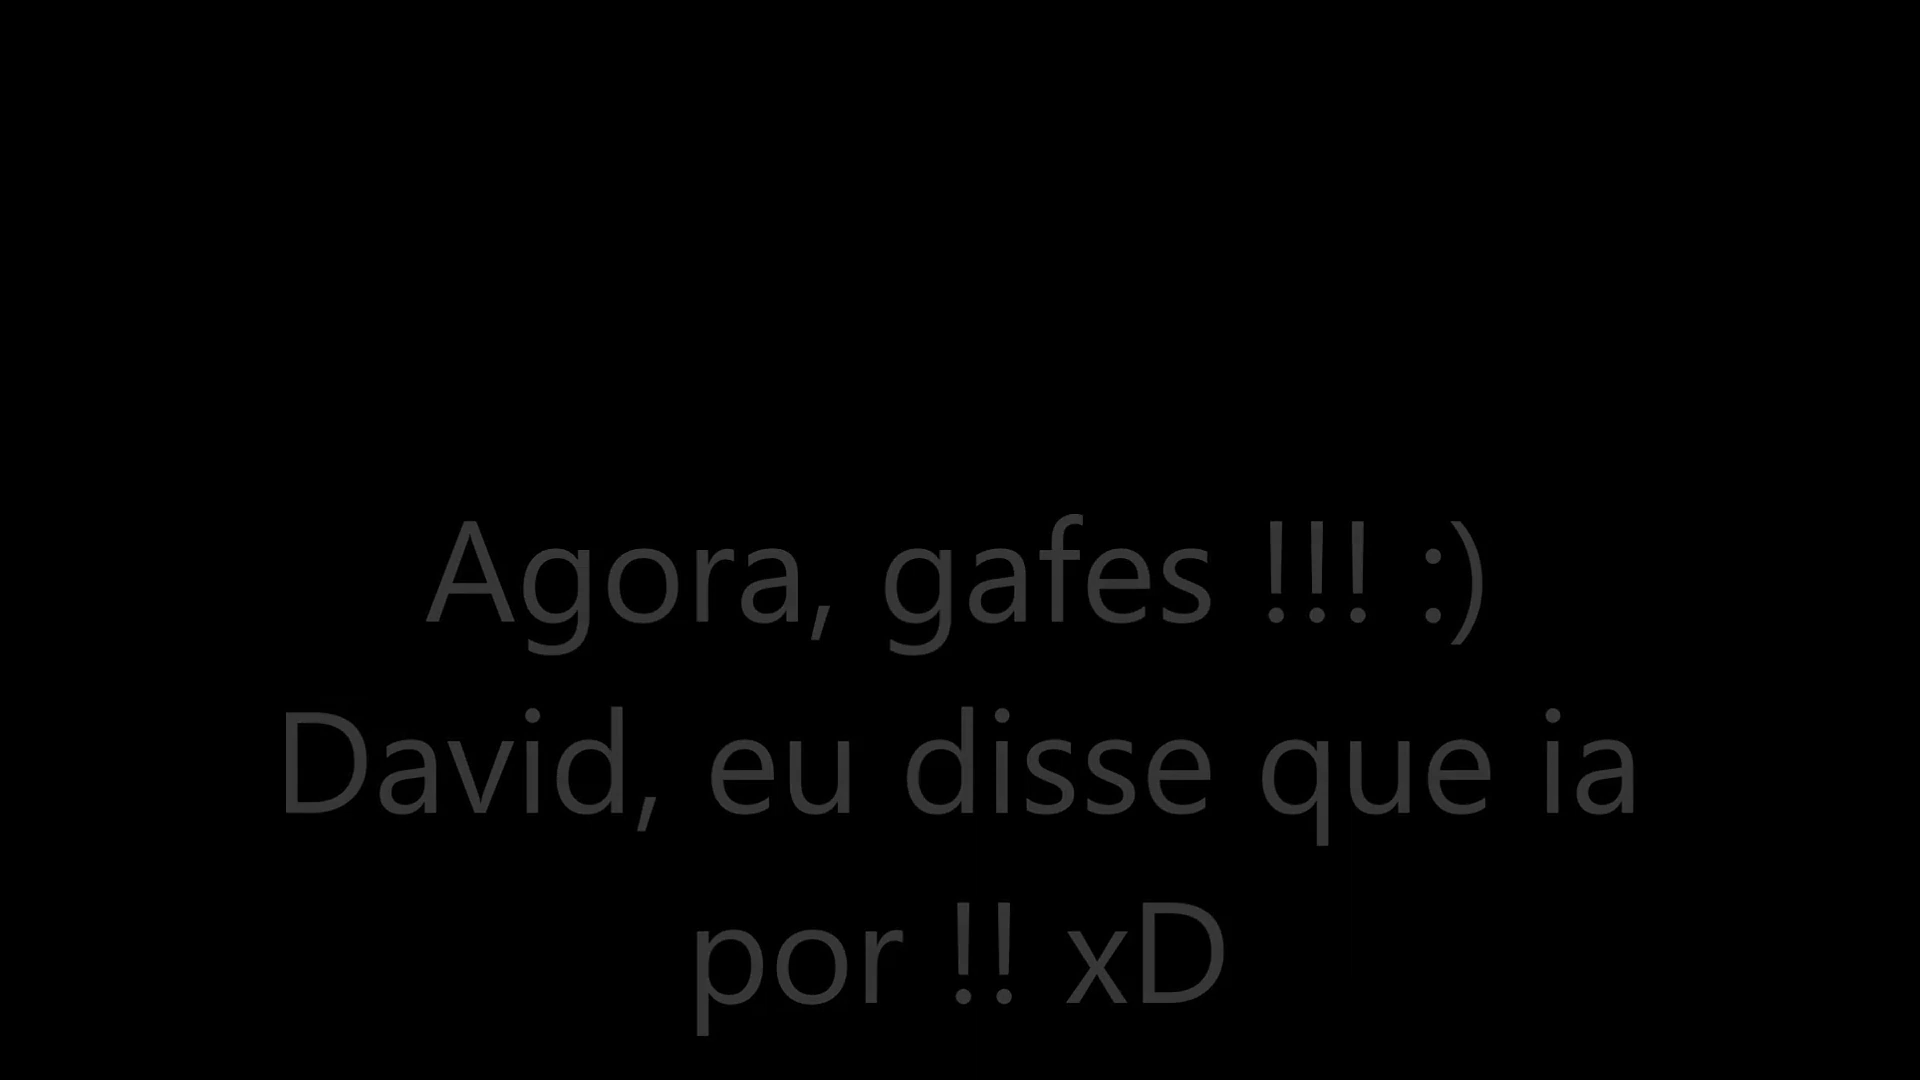 Agora, gafes !!! :)
David, eu disse que ia
por !! xD